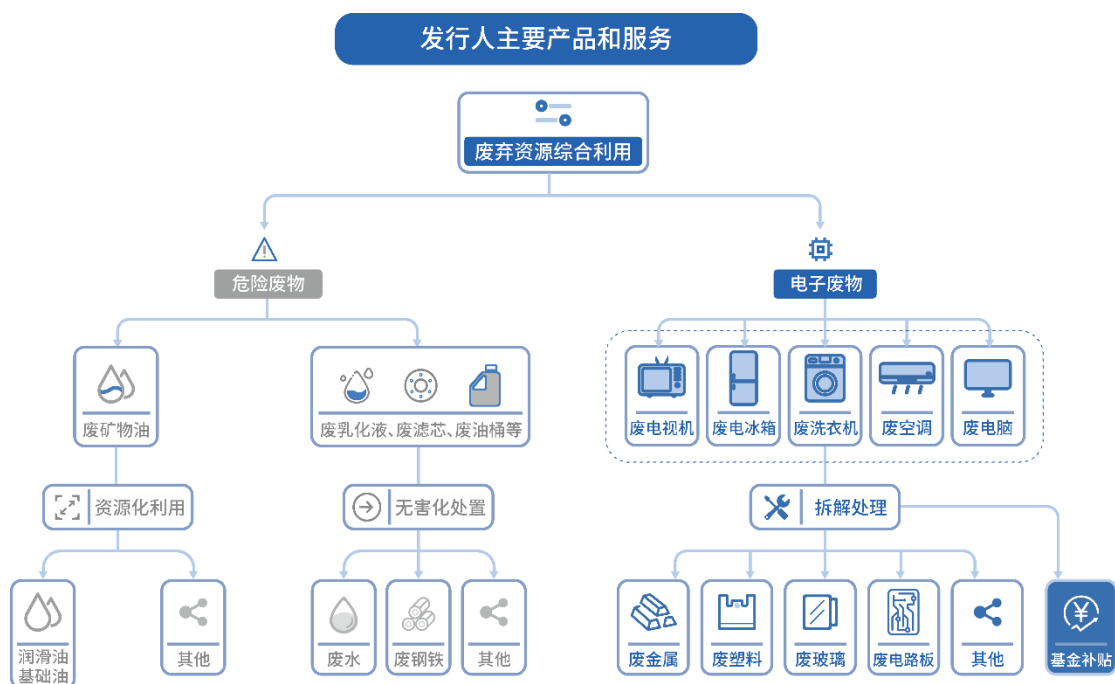 发行人主要产品和服务
废弃资源综合利用
危险废物
电子废物
废矿物油
废乳化液、废滤芯、废油桶等
废电视机
废电冰箱
废洗衣机
废空调
废电脑
资源化利用
无害化处置
拆解处理
润滑油
基础油
其他
废水
废钢铁
其他
废金属
废塑料
废玻璃
废电路板
其他
¥
基金补贴